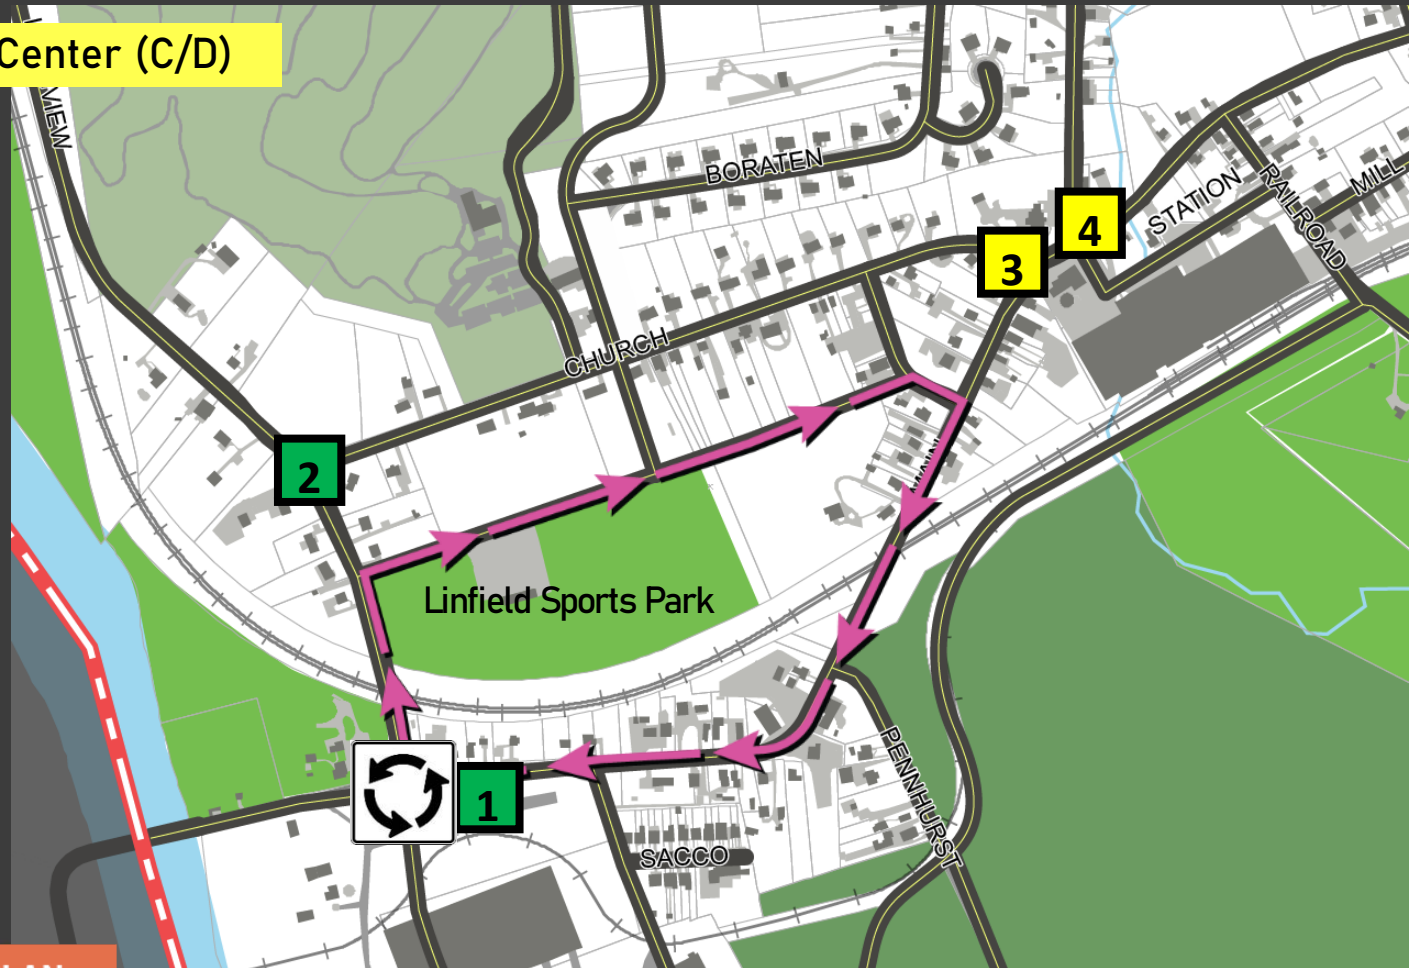 Center (C/D)
VIEW
BORATEN
STATION
RAILROAD
MILL
4
3
CHURCH
2
Linfield Sports Park
PENNHURST
1
SACCO